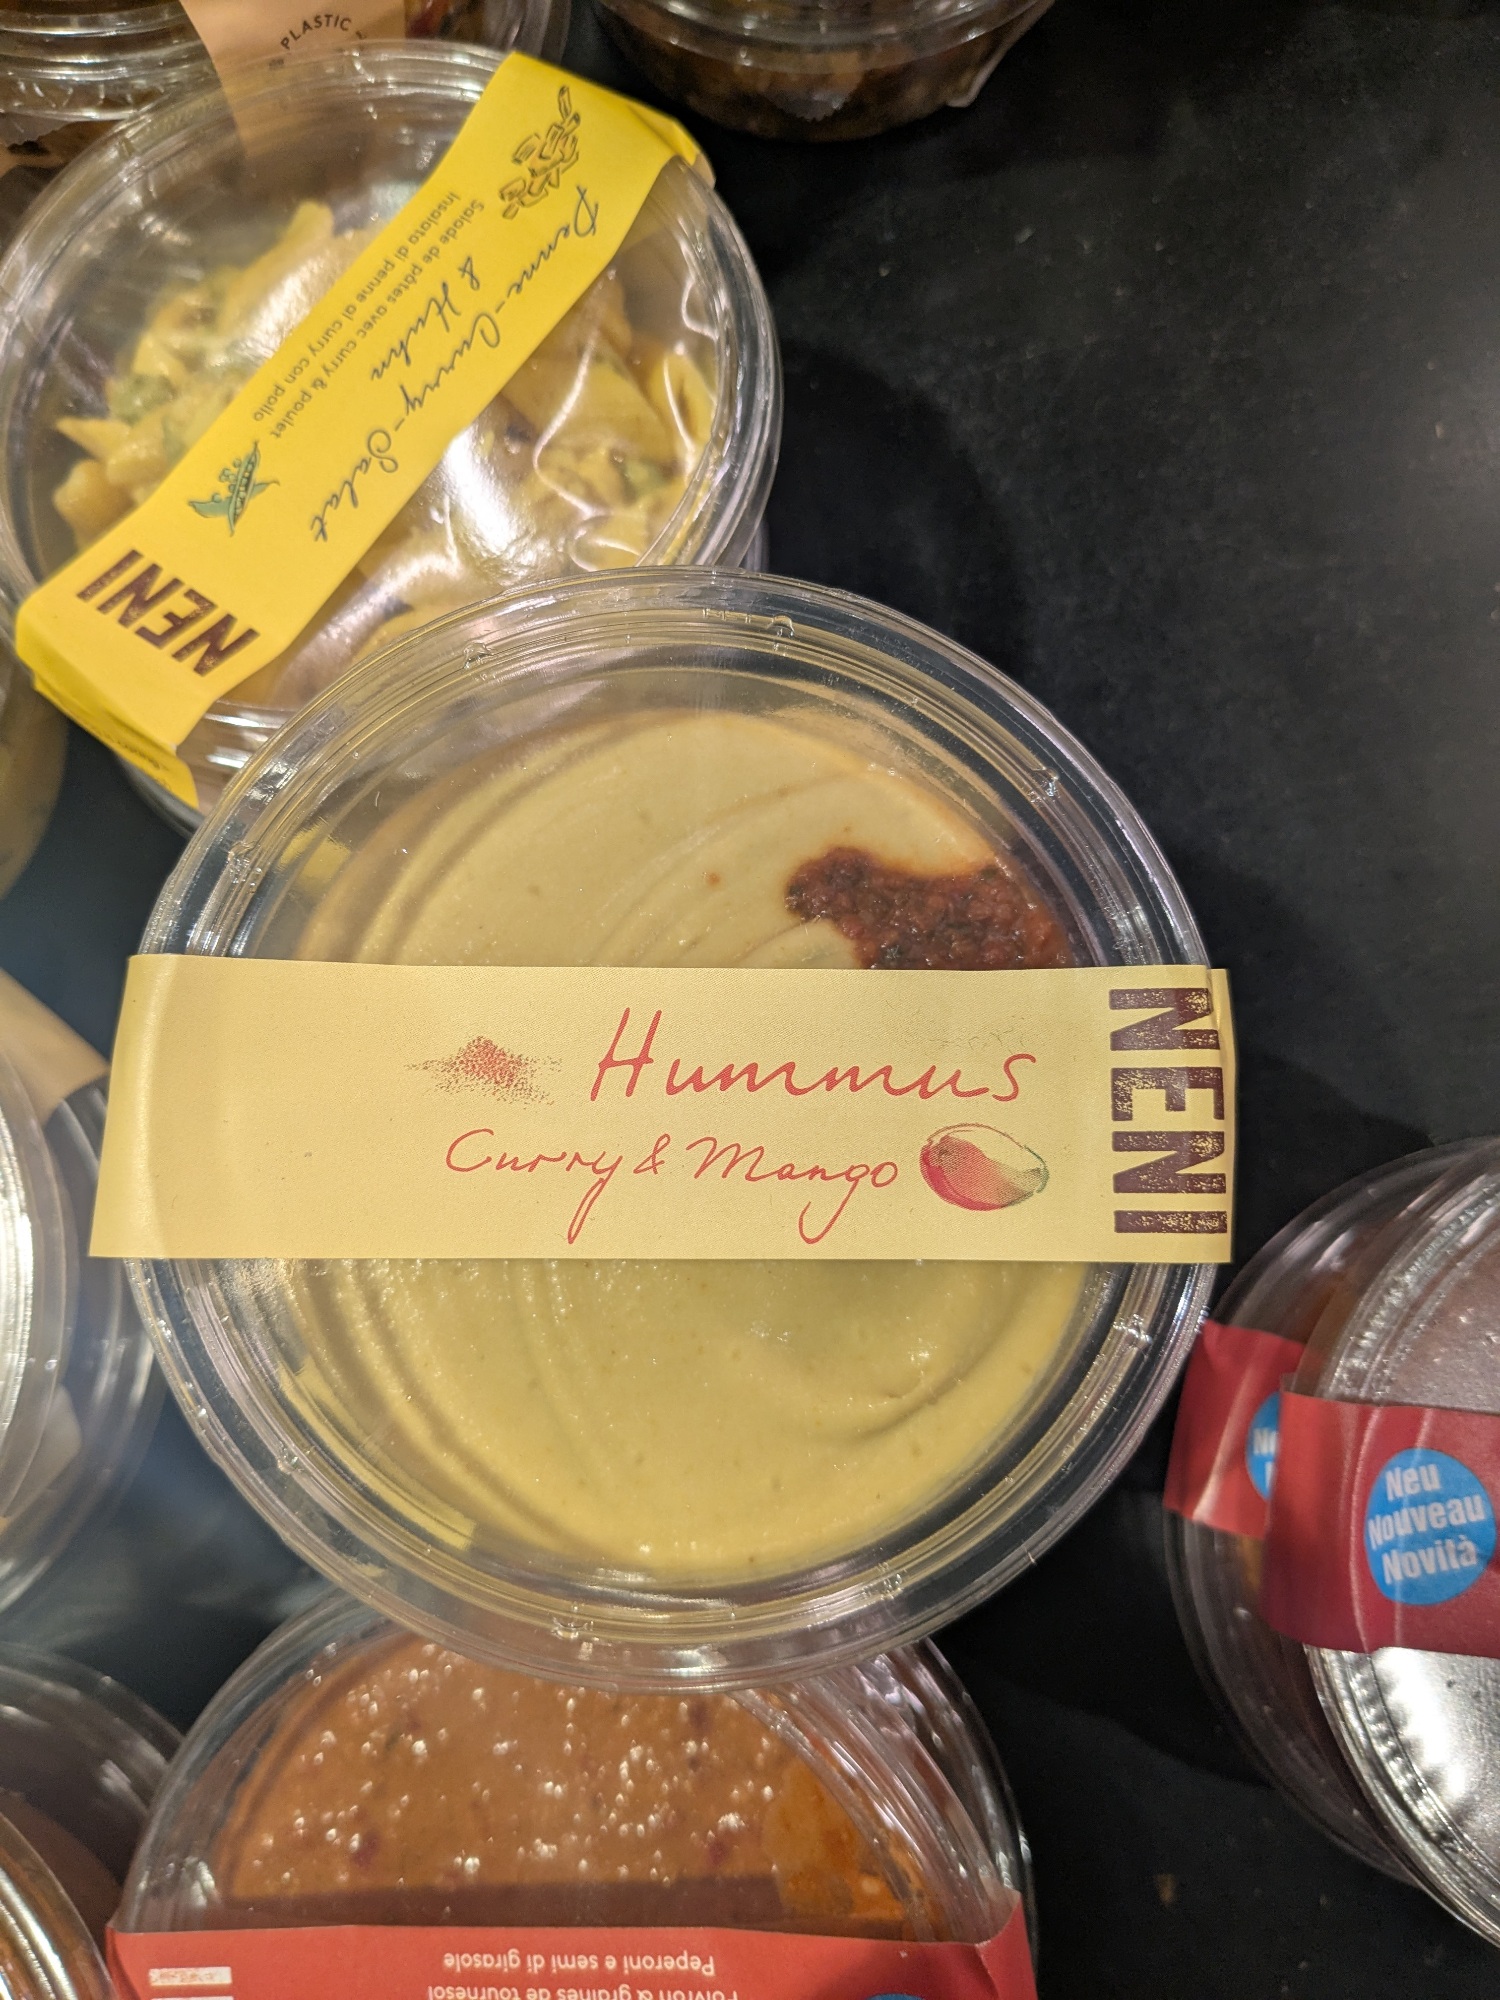 PLASTIC
Penne-Curry-Salat
& Huhn
Salade de pâtes avec curry & poulet
Insalata di penne al curry con pollo
NENI
Hummus
Curry & Mango
NENI
Neu
Nouveau
Novità
Ne
Poivron & graines de tournesol
Peperoni e semi di girasole